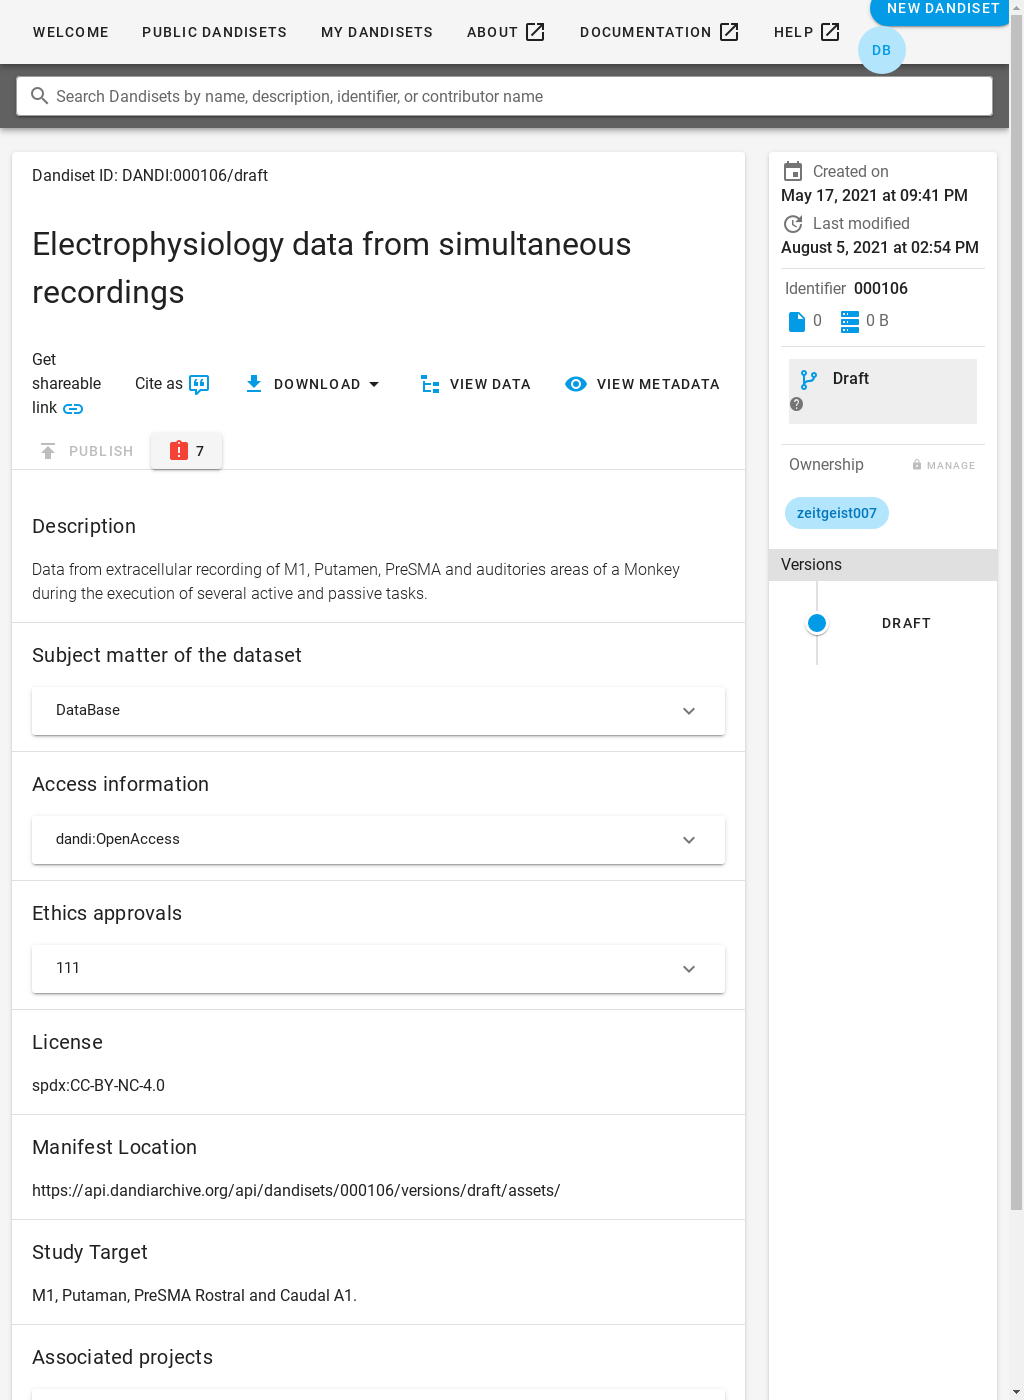 WELCOME
PUBLIC DANDISETS
MY DANDISETS
ABOUT
DOCUMENTATION
HELP
NEW DANDISET
DB
Search Dandisets by name, description, identifier, or contributor name
Dandiset ID: DANDI:000106/draft
Electrophysiology data from simultaneous
recordings
Get
shareable
link
Cite as
DOWNLOAD
VIEW DATA
VIEW METADATA
PUBLISH
7
Description
Data from extracellular recording of M1, Putamen, PreSMA and auditories areas of a Monkey
during the execution of several active and passive tasks.
Subject matter of the dataset
DataBase
Access information
dandi:OpenAccess
Ethics approvals
111
License
spdx:CC-BY-NC-4.0
Manifest Location
https://api.dandiarchive.org/api/dandisets/000106/versions/draft/assets/
Study Target
M1, Putaman, PreSMA Rostral and Caudal A1.
Associated projects
Created on
May 17, 2021 at 09:41 PM
Last modified
August 5, 2021 at 02:54 PM
Identifier 000106
0
0 B
Draft
Ownership
MANAGE
zeitgeist007
Versions
DRAFT